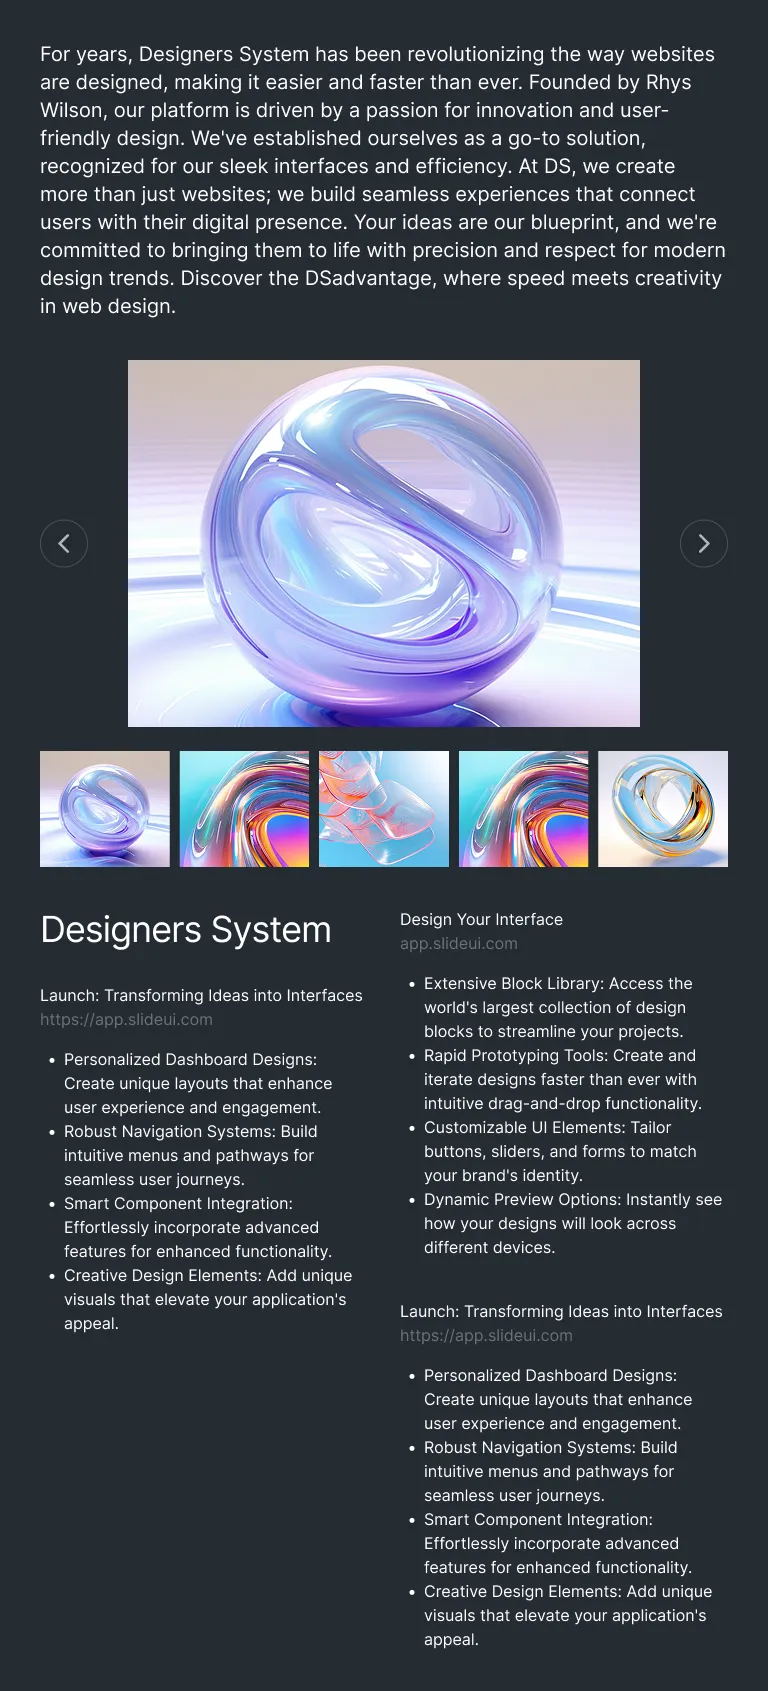 For years, Designers System has been revolutionizing the way websites
are designed, making it easier and faster than ever. Founded by Rhys
Wilson, our platform is driven by a passion for innovation and user-
friendly design. We've established ourselves as a go-to solution,
recognized for our sleek interfaces and efficiency. At DS, we create
more than just websites; we build seamless experiences that connect
users with their digital presence. Your ideas are our blueprint, and we're
committed to bringing them to life with precision and respect for modern
design trends. Discover the DSadvantage, where speed meets creativity
in web design.
Designers System
Launch: Transforming Ideas into Interfaces
https://app.slideui.com
• Personalized Dashboard Designs:
Create unique layouts that enhance
user experience and engagement.
• Robust Navigation Systems: Build
intuitive menus and pathways for
seamless user journeys.
• Smart Component Integration:
Effortlessly incorporate advanced
features for enhanced functionality.
• Creative Design Elements: Add unique
visuals that elevate your application's
appeal.
Design Your Interface
app.slideui.com
• Extensive Block Library: Access the
world's largest collection of design
blocks to streamline your projects.
• Rapid Prototyping Tools: Create and
iterate designs faster than ever with
intuitive drag-and-drop functionality.
• Customizable UI Elements: Tailor
buttons, sliders, and forms to match
your brand's identity.
• Dynamic Preview Options: Instantly see
how your designs will look across
different devices.
Launch: Transforming Ideas into Interfaces
https://app.slideui.com
• Personalized Dashboard Designs:
Create unique layouts that enhance
user experience and engagement.
• Robust Navigation Systems: Build
intuitive menus and pathways for
seamless user journeys.
• Smart Component Integration:
Effortlessly incorporate advanced
features for enhanced functionality.
• Creative Design Elements: Add unique
visuals that elevate your application's
appeal.